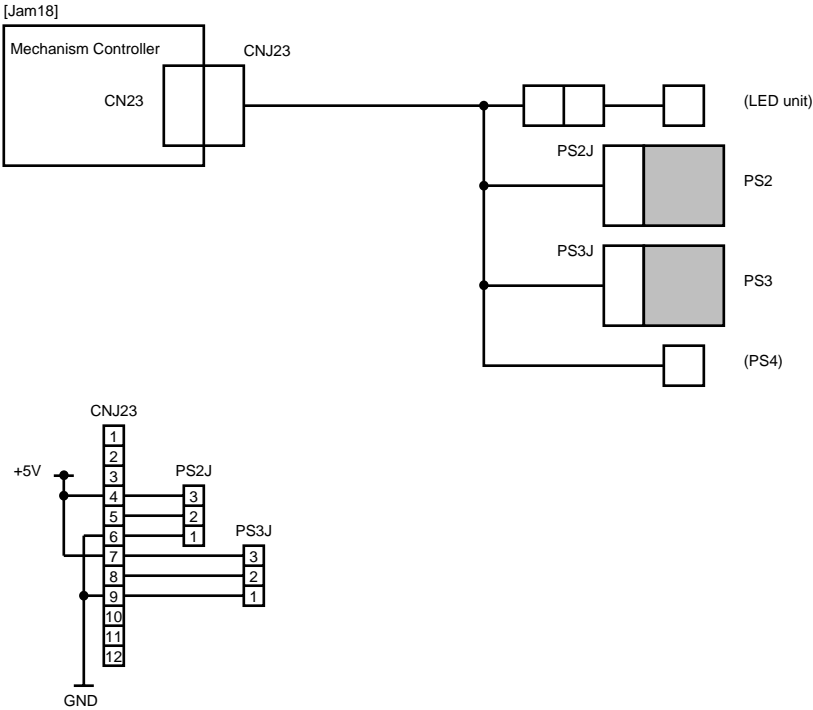 [Jam18]
Mechanism Controller
CNJ23
CN23
(LED unit)
PS2J
PS2
PS3J
PS3
(PS4)
CNJ23
1
2
3
4
5
6
7
8
9
10
11
12
+5V
PS2J
3
2
1
PS3J
3
2
1
GND